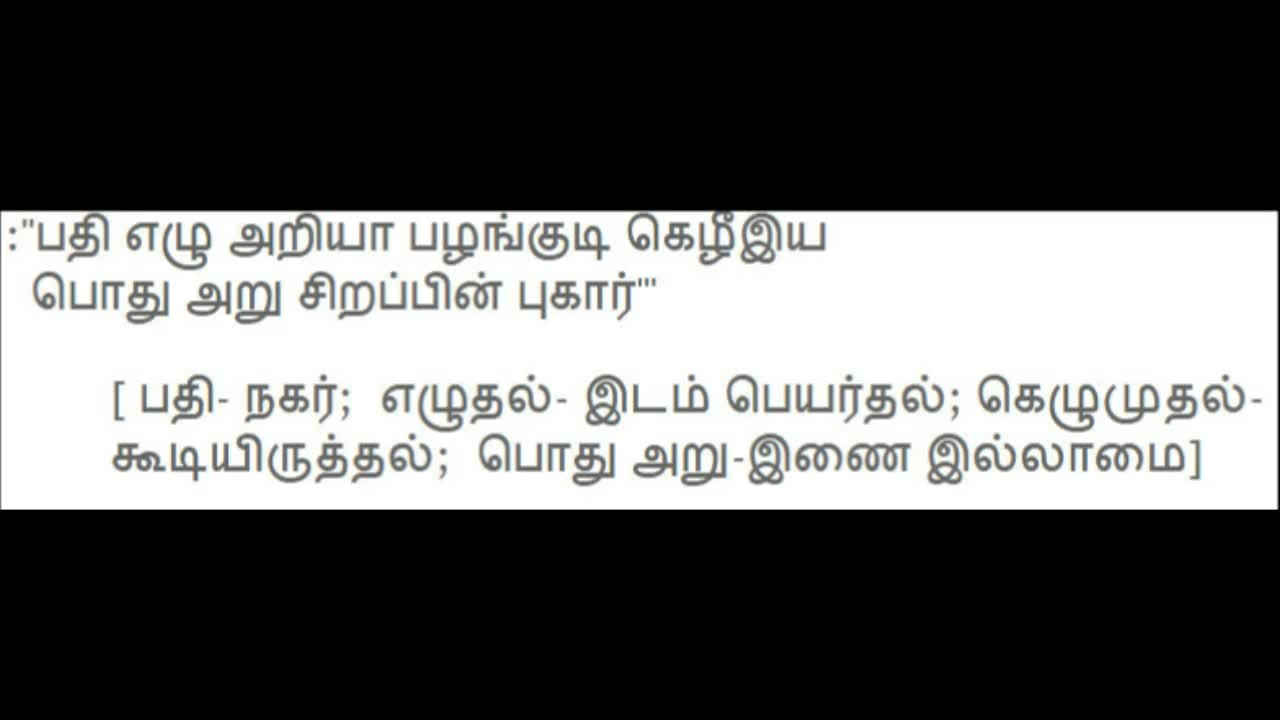 :"பதி எழு அறியா பழங்குடி கெழீஇய
பொது அறு சிறப்பின் புகார்'"
[ பதி- நகர்; எழுதல்- இடம் பெயர்தல்; கெழுமுதல்-
கூடியிருத்தல்; பொது அறு-இணை இல்லாமை]